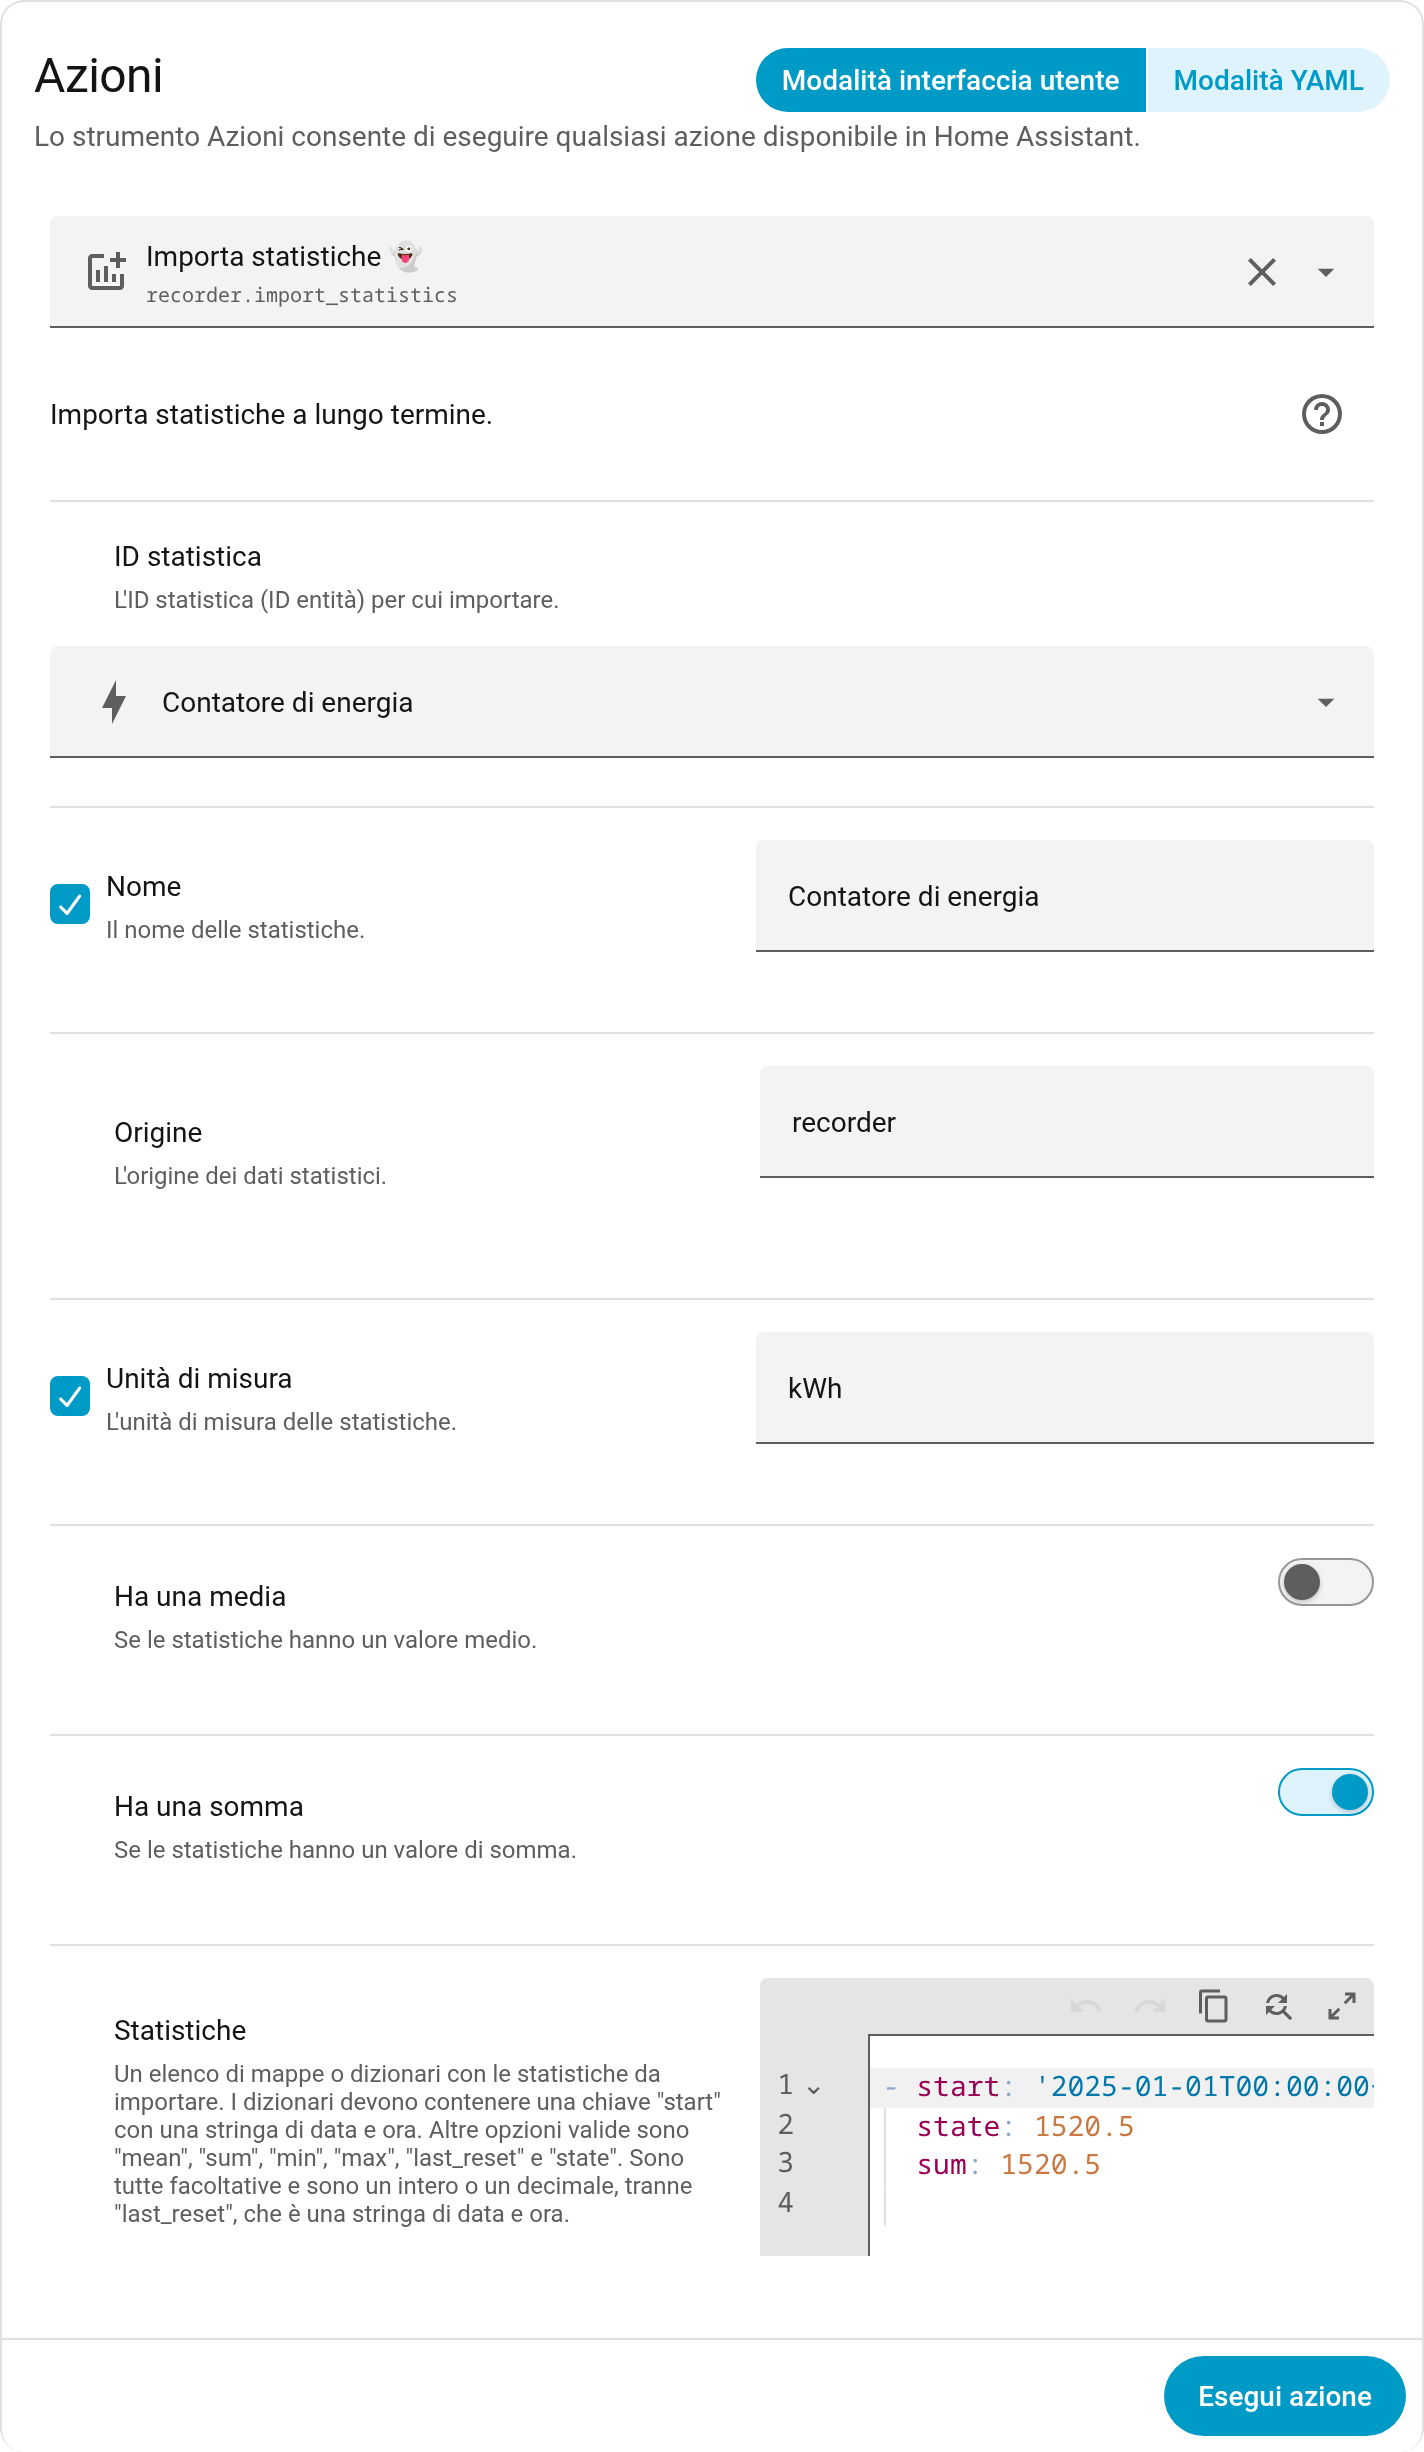 Azioni
Modalità interfaccia utente
Modalità YAML
Lo strumento Azioni consente di eseguire qualsiasi azione disponibile in Home Assistant.
Importa statistiche 👻
recorder.import_statistics
Importa statistiche a lungo termine.
ID statistica
L'ID statistica (ID entità) per cui importare.
Contatore di energia
Nome
Il nome delle statistiche.
Contatore di energia
Origine
L'origine dei dati statistici.
recorder
Unità di misura
L'unità di misura delle statistiche.
kWh
Ha una media
Se le statistiche hanno un valore medio.
Ha una somma
Se le statistiche hanno un valore di somma.
Statistiche
Un elenco di mappe o dizionari con le statistiche da
importare. I dizionari devono contenere una chiave "start"
con una stringa di data e ora. Altre opzioni valide sono
"mean", "sum", "min", "max", "last_reset" e "state". Sono
tutte facoltative e sono un intero o un decimale, tranne
"last_reset", che è una stringa di data e ora.
1 - start: '2025-01-01T00:00:00
2 state: 1520.5
3 sum: 1520.5
4
Esegui azione